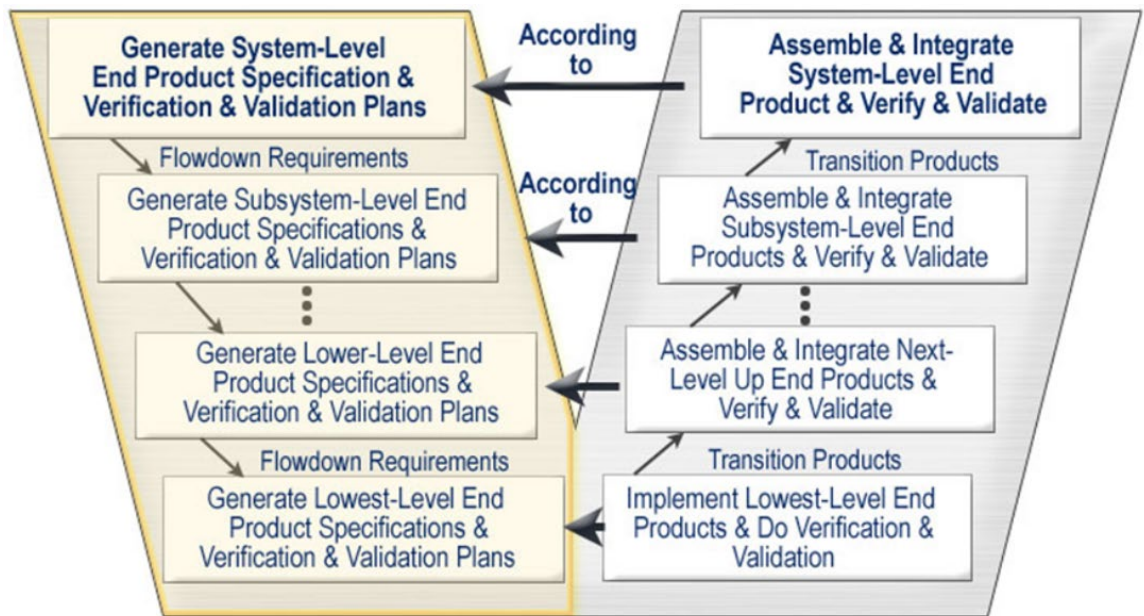 Generate System-Level
End Product Specification &
Verification & Validation Plans
According
to
Assemble & Integrate
System-Level End
Product & Verify & Validate
Flowdown Requirements
Transition Products
Generate Subsystem-Level End
Product Specifications &
Verification & Validation Plans
According
to
Assemble & Integrate
Subsystem-Level End
Products & Verify & Validate
Generate Lower-Level End
Product Specifications &
Verification & Validation Plans
Assemble & Integrate Next-
Level Up End Products &
Verify & Validate
Flowdown Requirements
Transition Products
Generate Lowest-Level End
Product Specifications &
Verification & Validation Plans
Implement Lowest-Level End
Products & Do Verification &
Validation